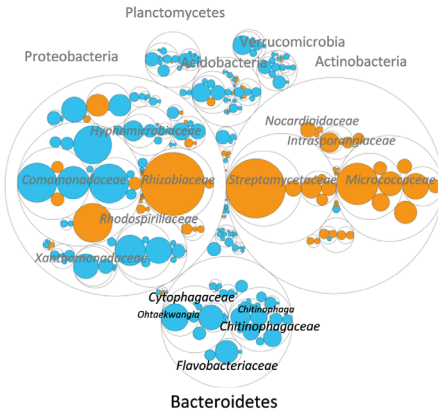 Planctomycetes
Proteobacteria
Verrucomicrobia
Acidobacteria
Actinobacteria
Hyphomicrobiaceae
Nocardioidaceae
Intrasporangiaceae
Comamonadaceae
Rhizobiaceae
Streptomycetaceae
Micrococcaceae
Rhodospirillaceae
Xanthomonadaceae
Cytophagaceae
Chitinophaga
Ohtaekwangia
Chitinophagaceae
Flavobacteriaceae
Bacteroidetes